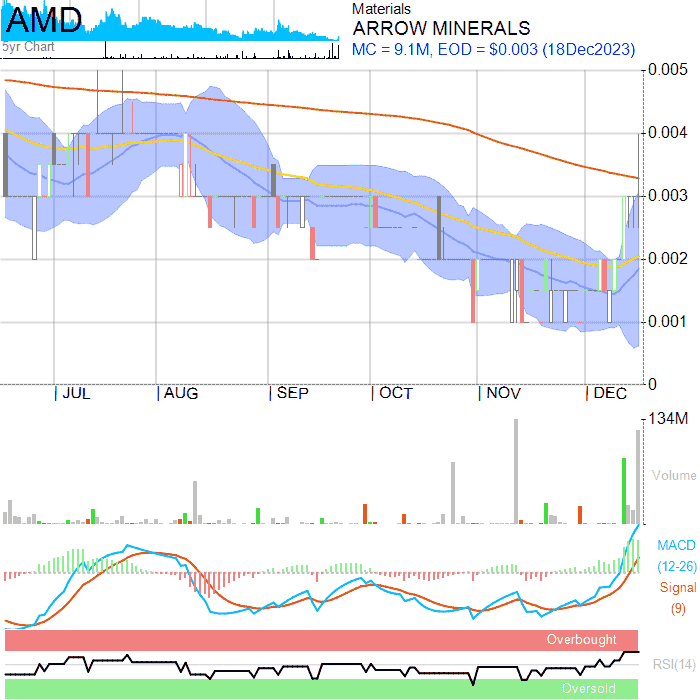 AMD
5yr Chart
Materials
ARROW MINERALS
MC = 9.1M, EOD = $0.003 (18Dec2023)
0.005
0.004
0.003
0.002
0.001
0
JUL AUG SEP OCT NOV DEC
134M
Volume
MACD
(12-26)
Signal
(9)
Overbought
RSI(14)
Oversold